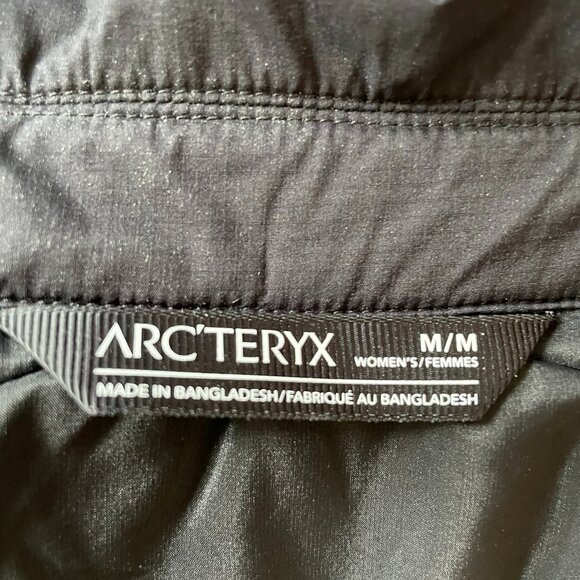 ARC'TERYX
M/M
WOMEN'S/FEMMES
MADE IN BANGLADESH/FABRIQUÉ AU BANGLADESH